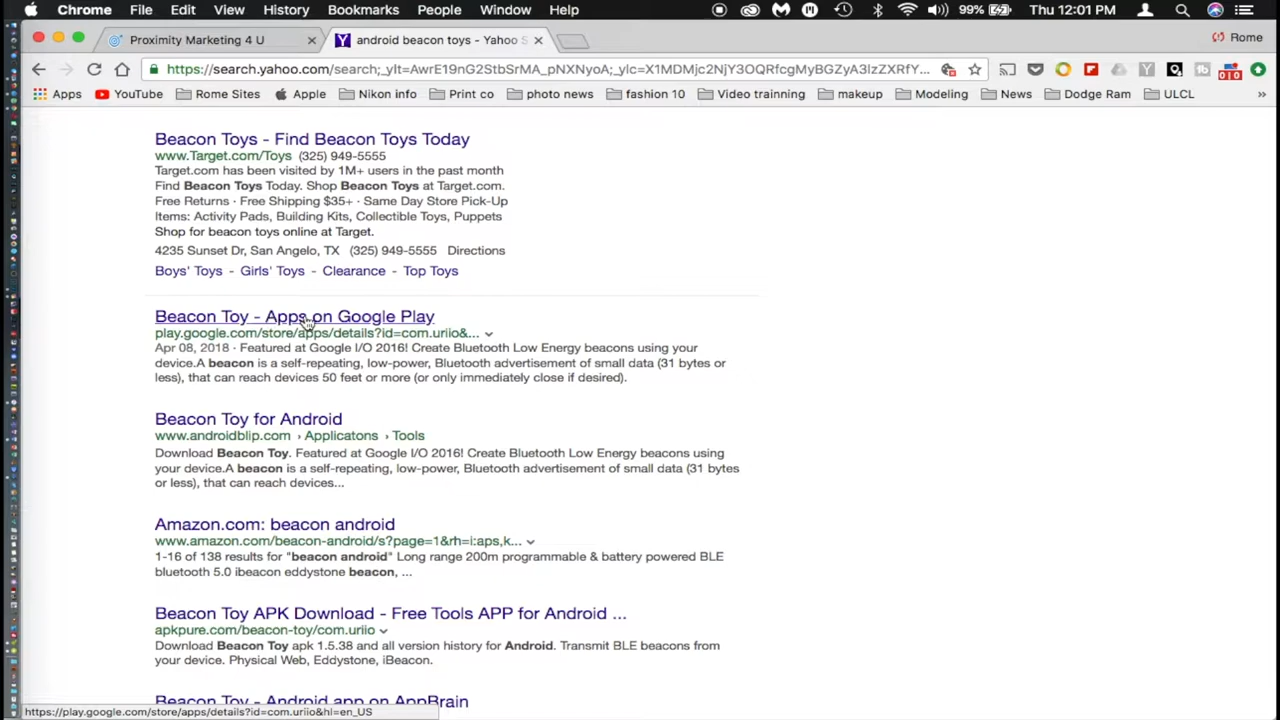 Chrome File Edit View History Bookmarks People Window Help 99% Thu 12:01 PM
Proximity Marketing 4 U android beacon toys - Yahoo S Rome
https://search.yahoo.com/search;_ylt=AwrE19nG2StbSrMA_pNXNyoA;_ylc=X1MDMjc2NjY3OQRfcgMyBGZyA3lzZXRfY...
Apps YouTube Rome Sites Apple Nikon info Print co photo news fashion 10 Video trainning makeup Modeling News Dodge Ram ULCL »
Beacon Toys - Find Beacon Toys Today
www.Target.com/Toys (325) 949-5555
Target.com has been visited by 1M+ users in the past month
Find Beacon Toys Today. Shop Beacon Toys at Target.com.
Free Returns · Free Shipping $35+ · Same Day Store Pick-Up
Items: Activity Pads, Building Kits, Collectible Toys, Puppets
Shop for beacon toys online at Target.
4235 Sunset Dr, San Angelo, TX (325) 949-5555 Directions
Boys' Toys - Girls' Toys - Clearance - Top Toys
Beacon Toy - Apps on Google Play
play.google.com/store/apps/details?id=com.uriio&...
Apr 08, 2018 · Featured at Google I/O 2016! Create Bluetooth Low Energy beacons using your
device.A beacon is a self-repeating, low-power, Bluetooth advertisement of small data (31 bytes or
less), that can reach devices 50 feet or more (or only immediately close if desired).
Beacon Toy for Android
www.androidblip.com › Applicatons › Tools
Download Beacon Toy. Featured at Google I/O 2016! Create Bluetooth Low Energy beacons using
your device.A beacon is a self-repeating, low-power, Bluetooth advertisement of small data (31 bytes
or less), that can reach devices...
Amazon.com: beacon android
www.amazon.com/beacon-android/s?page=1&rh=i:aps,k...
1-16 of 138 results for "beacon android" Long range 200m programmable & battery powered BLE
bluetooth 5.0 ibeacon eddystone beacon, ...
Beacon Toy APK Download - Free Tools APP for Android ...
apkpure.com/beacon-toy/com.uriio
Download Beacon Toy apk 1.5.38 and all version history for Android. Transmit BLE beacons from
your device. Physical Web, Eddystone, iBeacon.
Beacon Toy - Android app on AppBrain
https://play.google.com/store/apps/details?id=com.uriio&hl=en_US